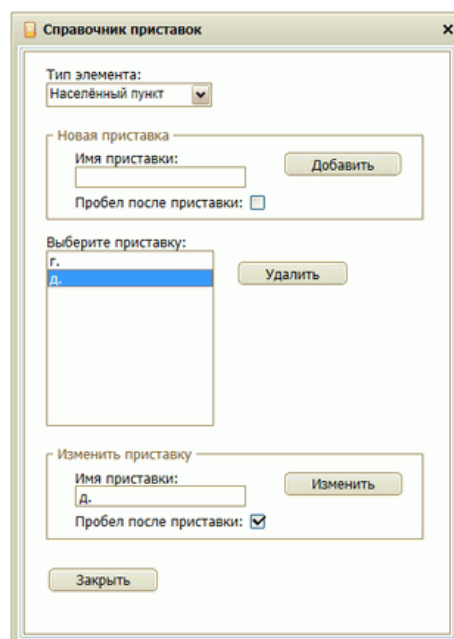 Справочник приставок
Тип элемента:
Населённый пункт
Новая приставка
Имя приставки:
Добавить
Пробел после приставки:
Выберите приставку:
г.
д.
Удалить
Изменить приставку
Имя приставки:
д.
Изменить
Пробел после приставки:
Закрыть